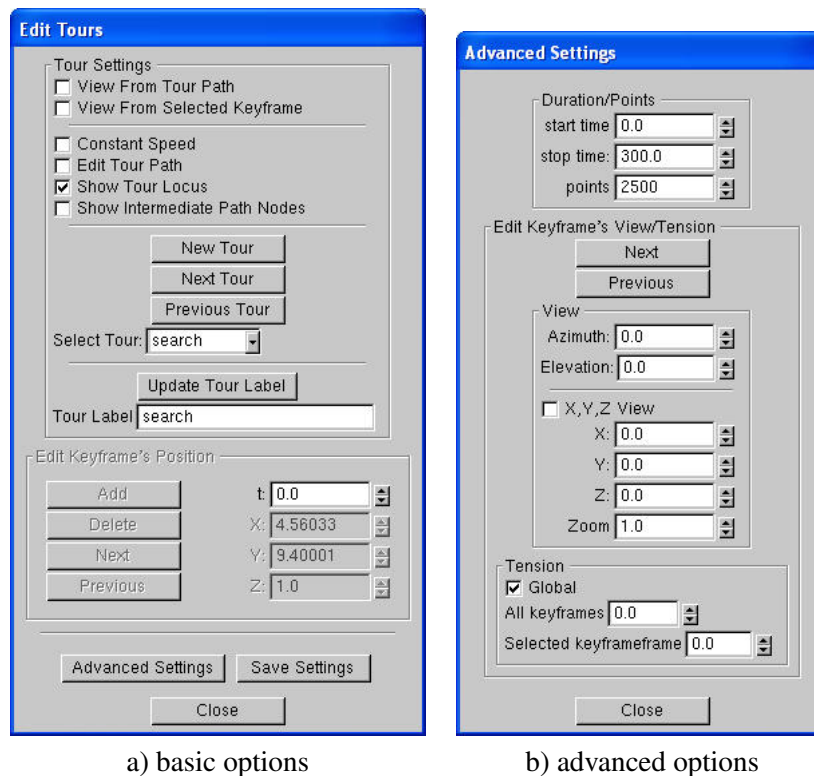 Edit Tours
Tour Settings
View From Tour Path
View From Selected Keyframe
Constant Speed
Edit Tour Path
Show Tour Locus
Show Intermediate Path Nodes
New Tour
Next Tour
Previous Tour
Select Tour: search
Update Tour Label
Tour Label search
Edit Keyframe's Position
Add t: 0.0
Delete X: 4.56033
Next Y: 9.40001
Previous Z: 1.0
Advanced Settings Save Settings
Close
a) basic options
Advanced Settings
Duration/Points
start time 0.0
stop time: 300.0
points 2500
Edit Keyframe's View/Tension
Next
Previous
View
Azimuth: 0.0
Elevation: 0.0
X,Y,Z View
X: 0.0
Y: 0.0
Z: 0.0
Zoom 1.0
Tension
Global
All keyframes 0.0
Selected keyframeframe 0.0
Close
b) advanced options